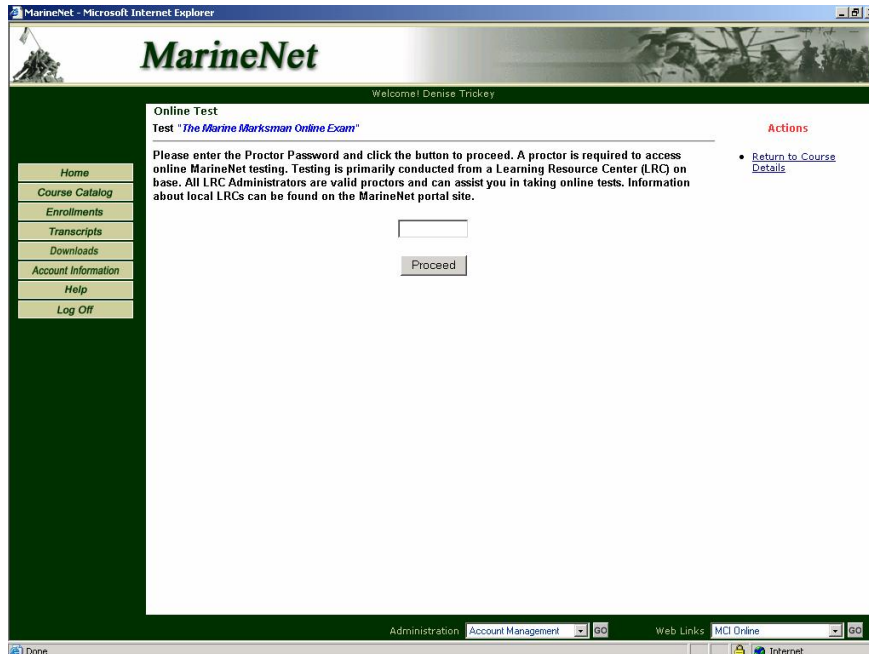 MarineNet - Microsoft Internet Explorer
MarineNet
Welcome! Denise Trickey
Online Test
Test "The Marine Marksman Online Exam"
Please enter the Proctor Password and click the button to proceed. A proctor is required to access
online MarineNet testing. Testing is primarily conducted from a Learning Resource Center (LRC) on
base. All LRC Administrators are valid proctors and can assist you in taking online tests. Information
about local LRCs can be found on the MarineNet portal site.
Proceed
Actions
Return to Course
Details
Home
Course Catalog
Enrollments
Transcripts
Downloads
Account Information
Help
Log Off
Administration Account Management GO Web Links MCI Online GO
Done Internet